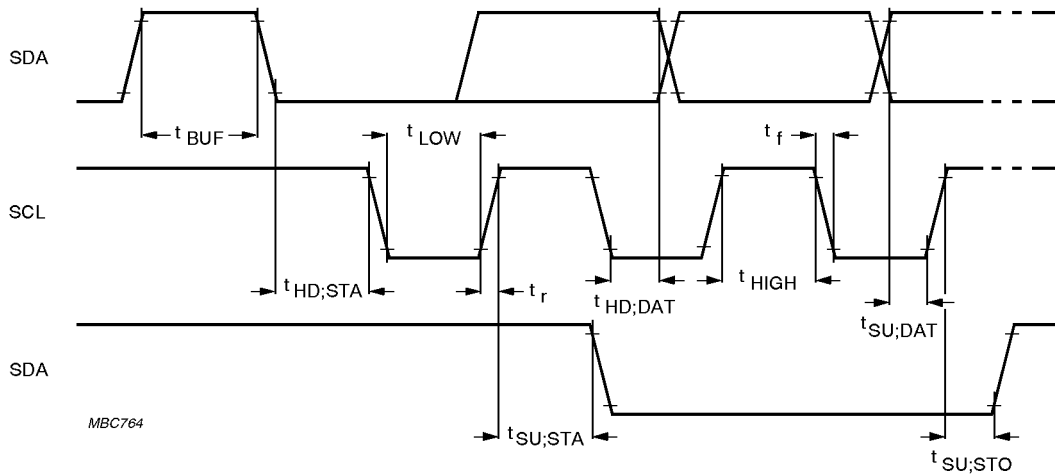 SDA
t BUF
t LOW
t f
SCL
t HD;STA
t r
t HD;DAT
t HIGH
t SU;DAT
SDA
MBC764
t SU;STA
t SU;STO